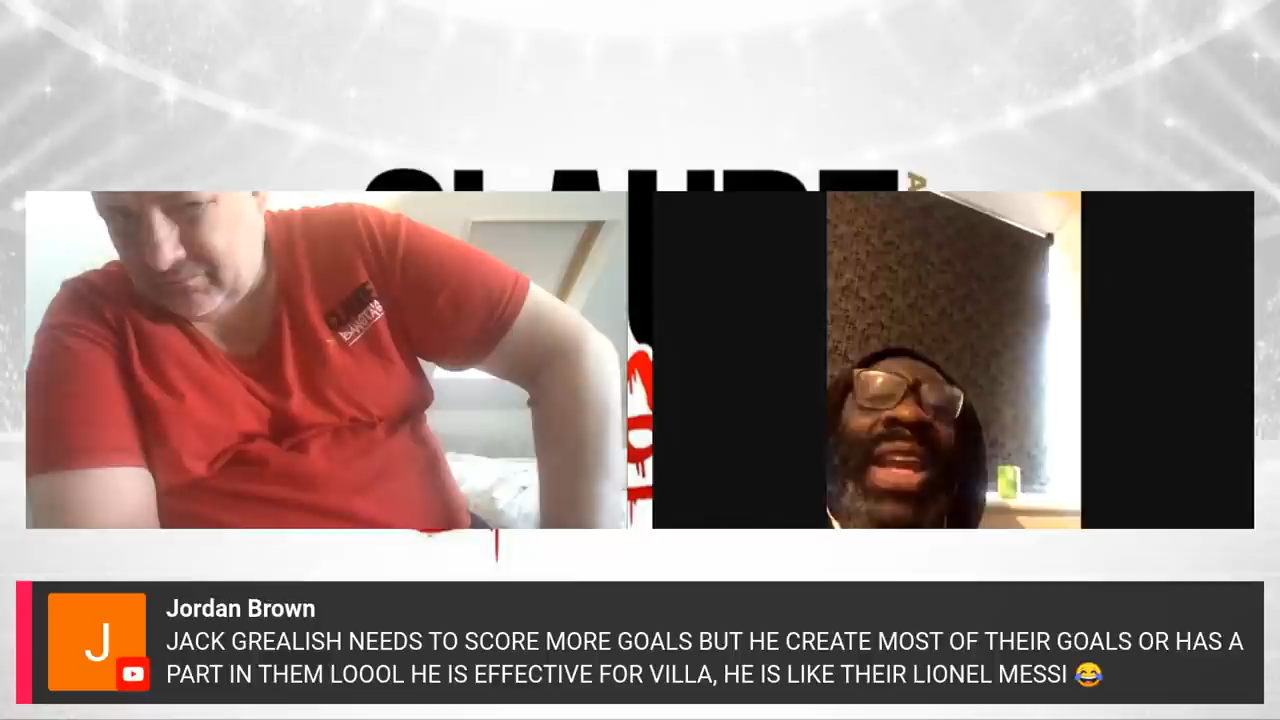 Jordan Brown
J
JACK GREALISH NEEDS TO SCORE MORE GOALS BUT HE CREATE MOST OF THEIR GOALS OR HAS A
PART IN THEM LOOOL HE IS EFFECTIVE FOR VILLA, HE IS LIKE THEIR LIONEL MESSI 😂